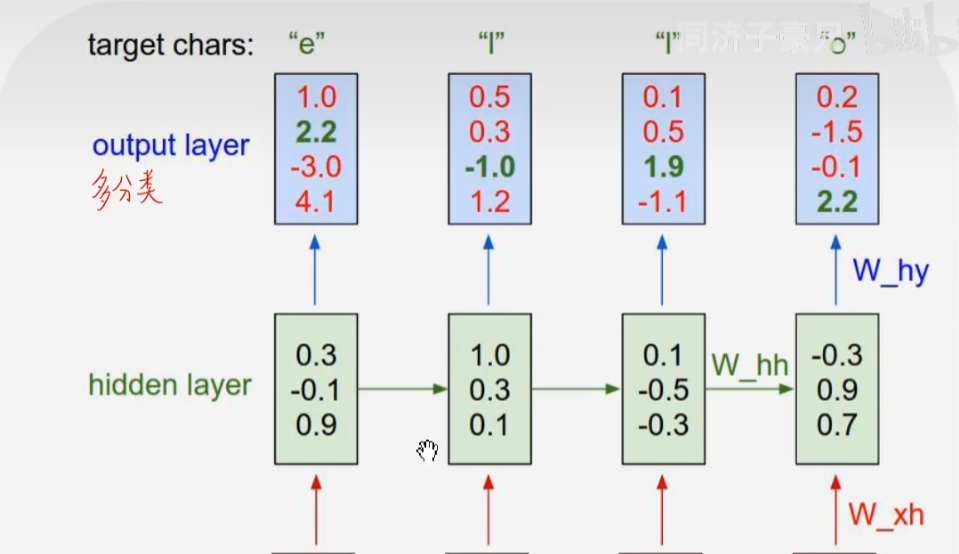 同济子豪兄 bilibili
target chars: “e” “l” “l” “o”
1.0 0.5 0.1 0.2
output layer 2.2 0.3 0.5 -1.5
多分类 -3.0 -1.0 1.9 -0.1
4.1 1.2 -1.1 2.2
W_hy
0.3 1.0 0.1 W_hh -0.3
hidden layer -0.1 0.3 -0.5 0.9
0.9 0.1 -0.3 0.7
W_xh